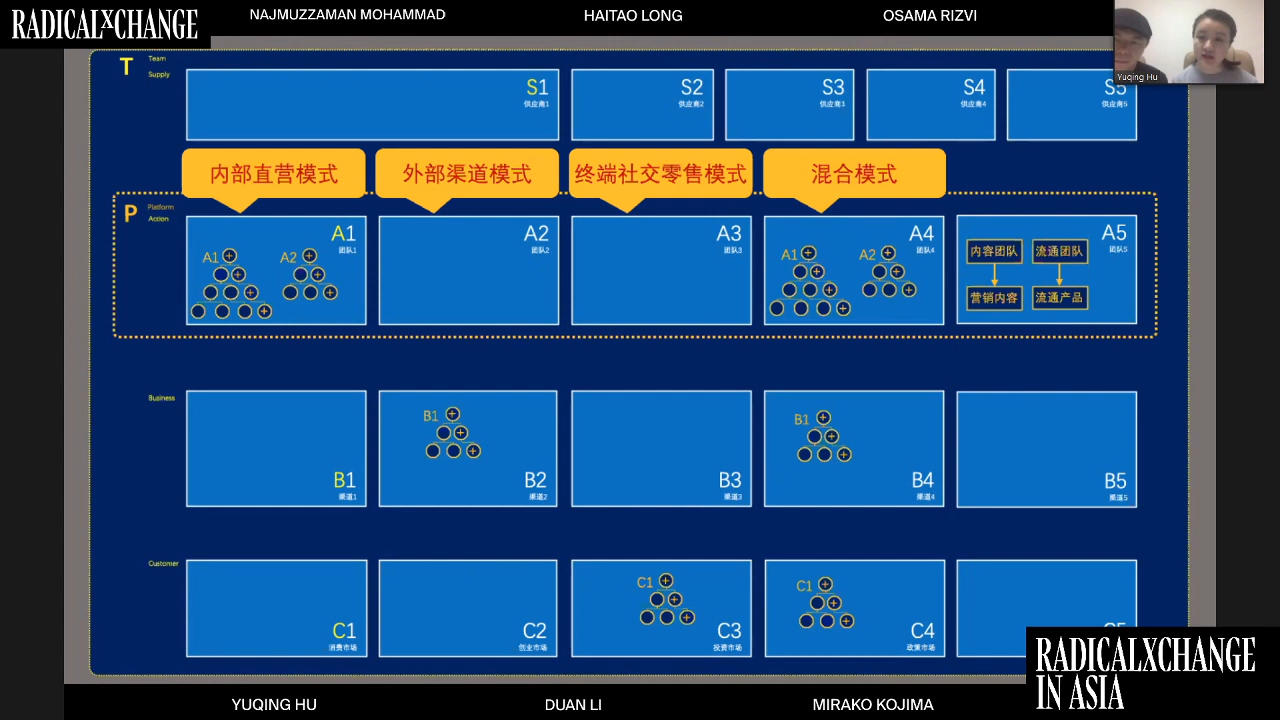 RADICALXCHANGE
NAJMUZZAMAN MOHAMMAD
HAITAO LONG
OSAMA RIZVI
Yuqing Hu
T
Team
Supply
S1
供应商1
S2
供应商2
S3
供应商3
S4
供应商4
S5
供应商5
内部直营模式
外部渠道模式
终端社交零售模式
混合模式
P
Platform
Action
A1
团队1
A1
A2
A2
团队2
A3
团队3
A4
团队4
A1
A2
A5
团队5
内容团队
流通团队
营销内容
流通产品
Business
B1
渠道1
B1
B2
渠道2
B3
渠道3
B1
B4
渠道4
B5
渠道5
Customer
C1
消费市场
C2
创业市场
C1
C3
投资市场
C1
C4
政策市场
RADICALXCHANGE
IN ASIA
YUQING HU
DUAN LI
MIRAKO KOJIMA